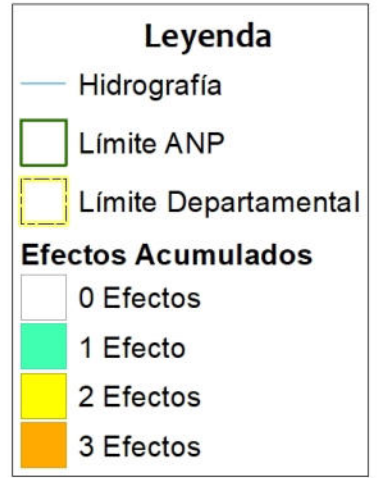 Leyenda
Hidrografía
Límite ANP
Límite Departamental
Efectos Acumulados
0 Efectos
1 Efecto
2 Efectos
3 Efectos